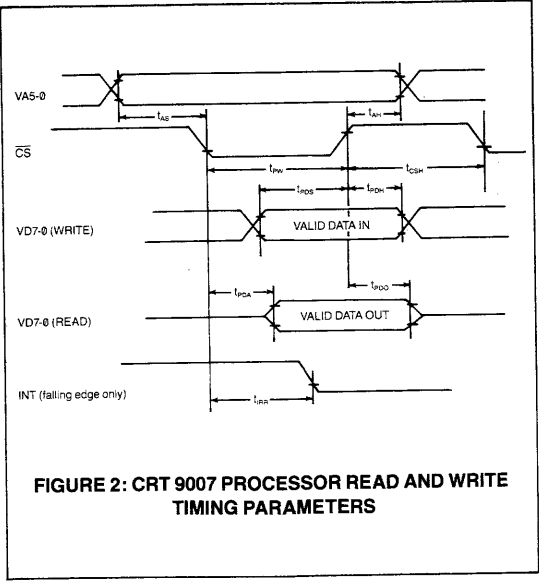 VA5-0
tAS
tAH
CS
tPW
tCSH
tPDS
tPDH
VD7-0 (WRITE)
VALID DATA IN
tPDA
tPDO
VD7-0 (READ)
VALID DATA OUT
INT (falling edge only)
tIRR
FIGURE 2: CRT 9007 PROCESSOR READ AND WRITE
TIMING PARAMETERS